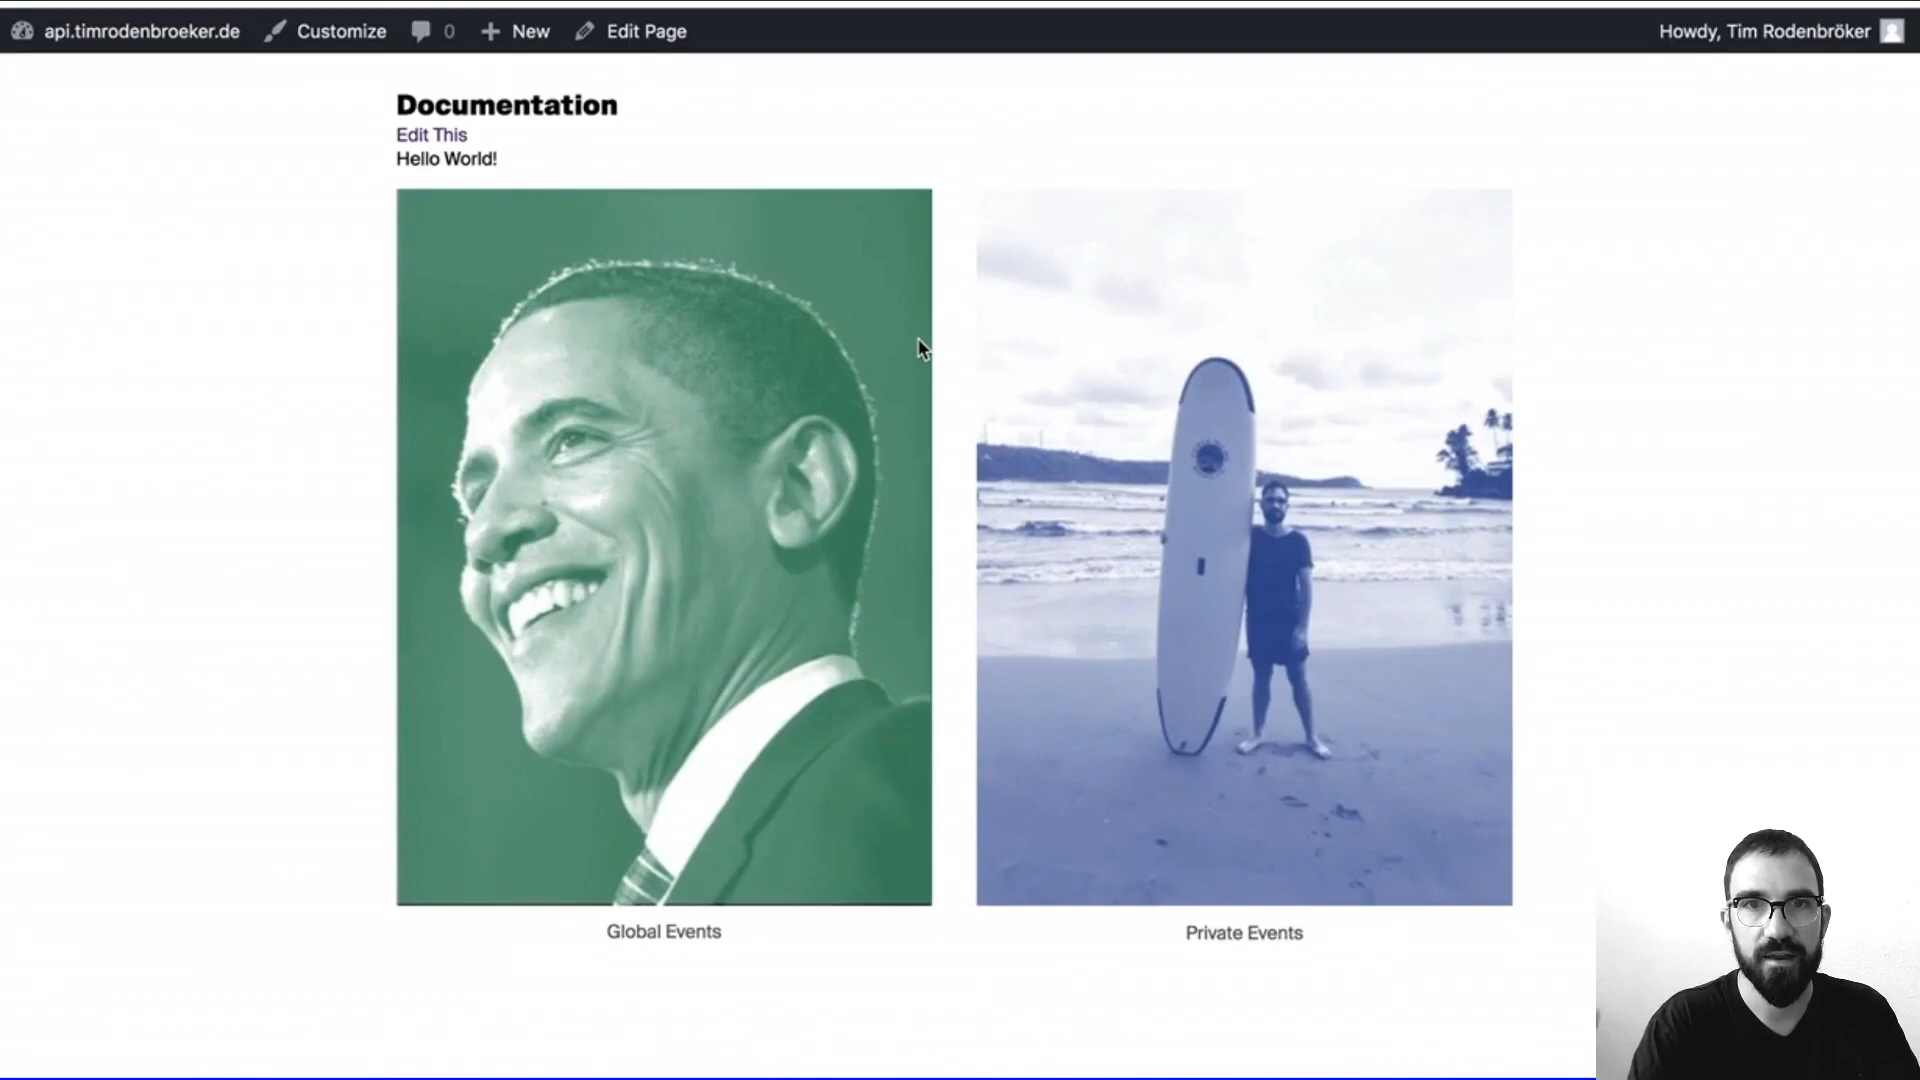 api.timrodenbroeker.de Customize 0 New Edit Page Howdy, Tim Rodenbröker
Documentation
Edit This
Hello World!
Global Events
Private Events